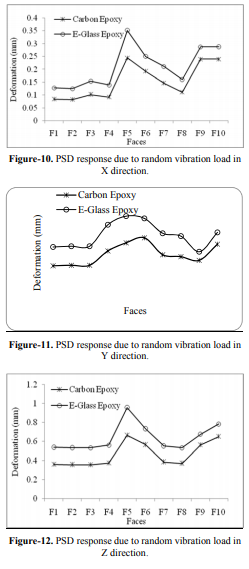 0.4
0.35
0.3
0.25
0.2
0.15
0.1
0.05
0
Deformation (mm)
Carbon Epoxy
E-Glass Epoxy
F1 F2 F3 F4 F5 F6 F7 F8 F9 F10
Faces
Figure-10. PSD response due to random vibration load in
X direction.
Deformation (mm)
Carbon Epoxy
E-Glass Epoxy
Faces
Figure-11. PSD response due to random vibration load in
Y direction.
1.2
1
0.8
0.6
0.4
0.2
0
Deformation (mm)
Carbon Epoxy
E-Glass Epoxy
F1 F2 F3 F4 F5 F6 F7 F8 F9 F10
Faces
Figure-12. PSD response due to random vibration load in
Z direction.